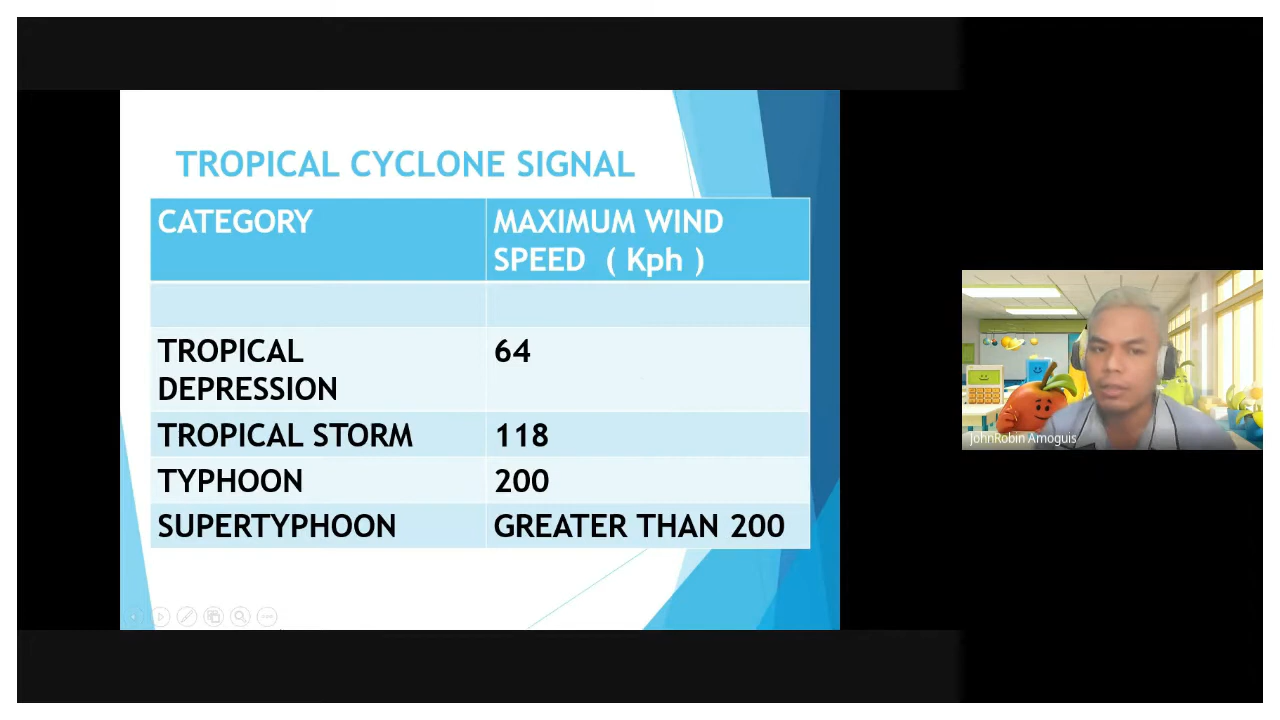 TROPICAL CYCLONE SIGNAL
CATEGORY
MAXIMUM WIND
SPEED ( Kph )
TROPICAL
DEPRESSION
64
TROPICAL STORM
118
TYPHOON
200
SUPERTYPHOON
GREATER THAN 200
JohnRobin Amoguis